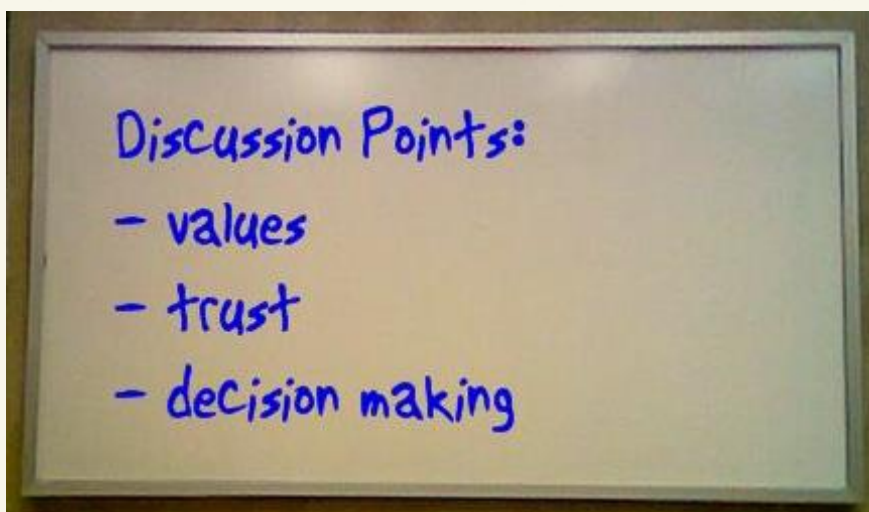 Discussion Points:
- values
- trust
- decision making